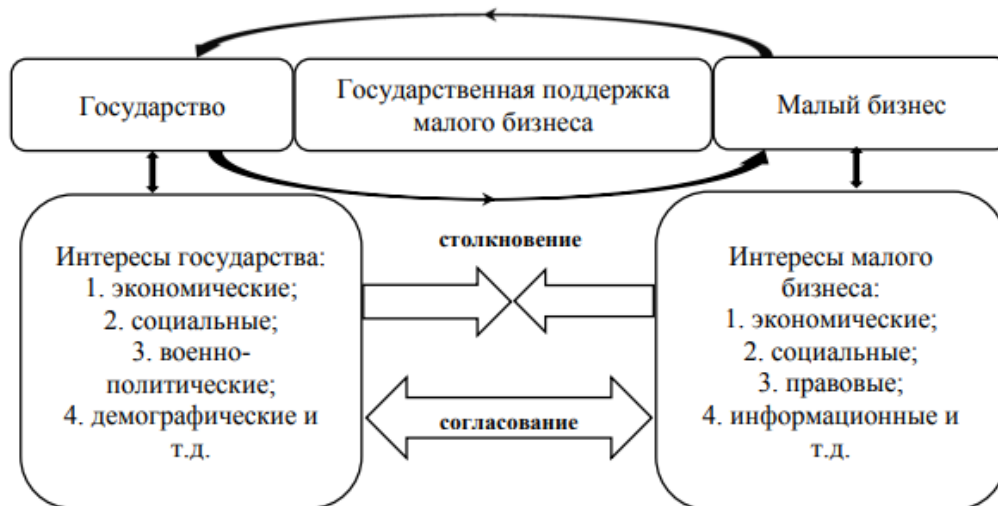 Государство
Государственная поддержка
малого бизнеса
Малый бизнес
столкновение
Интересы государства:
1. экономические;
2. социальные;
3. военно-
политические;
4. демографические и
т.д.
Интересы малого
бизнеса:
1. экономические;
2. социальные;
3. правовые;
4. информационные и
т.д.
согласование